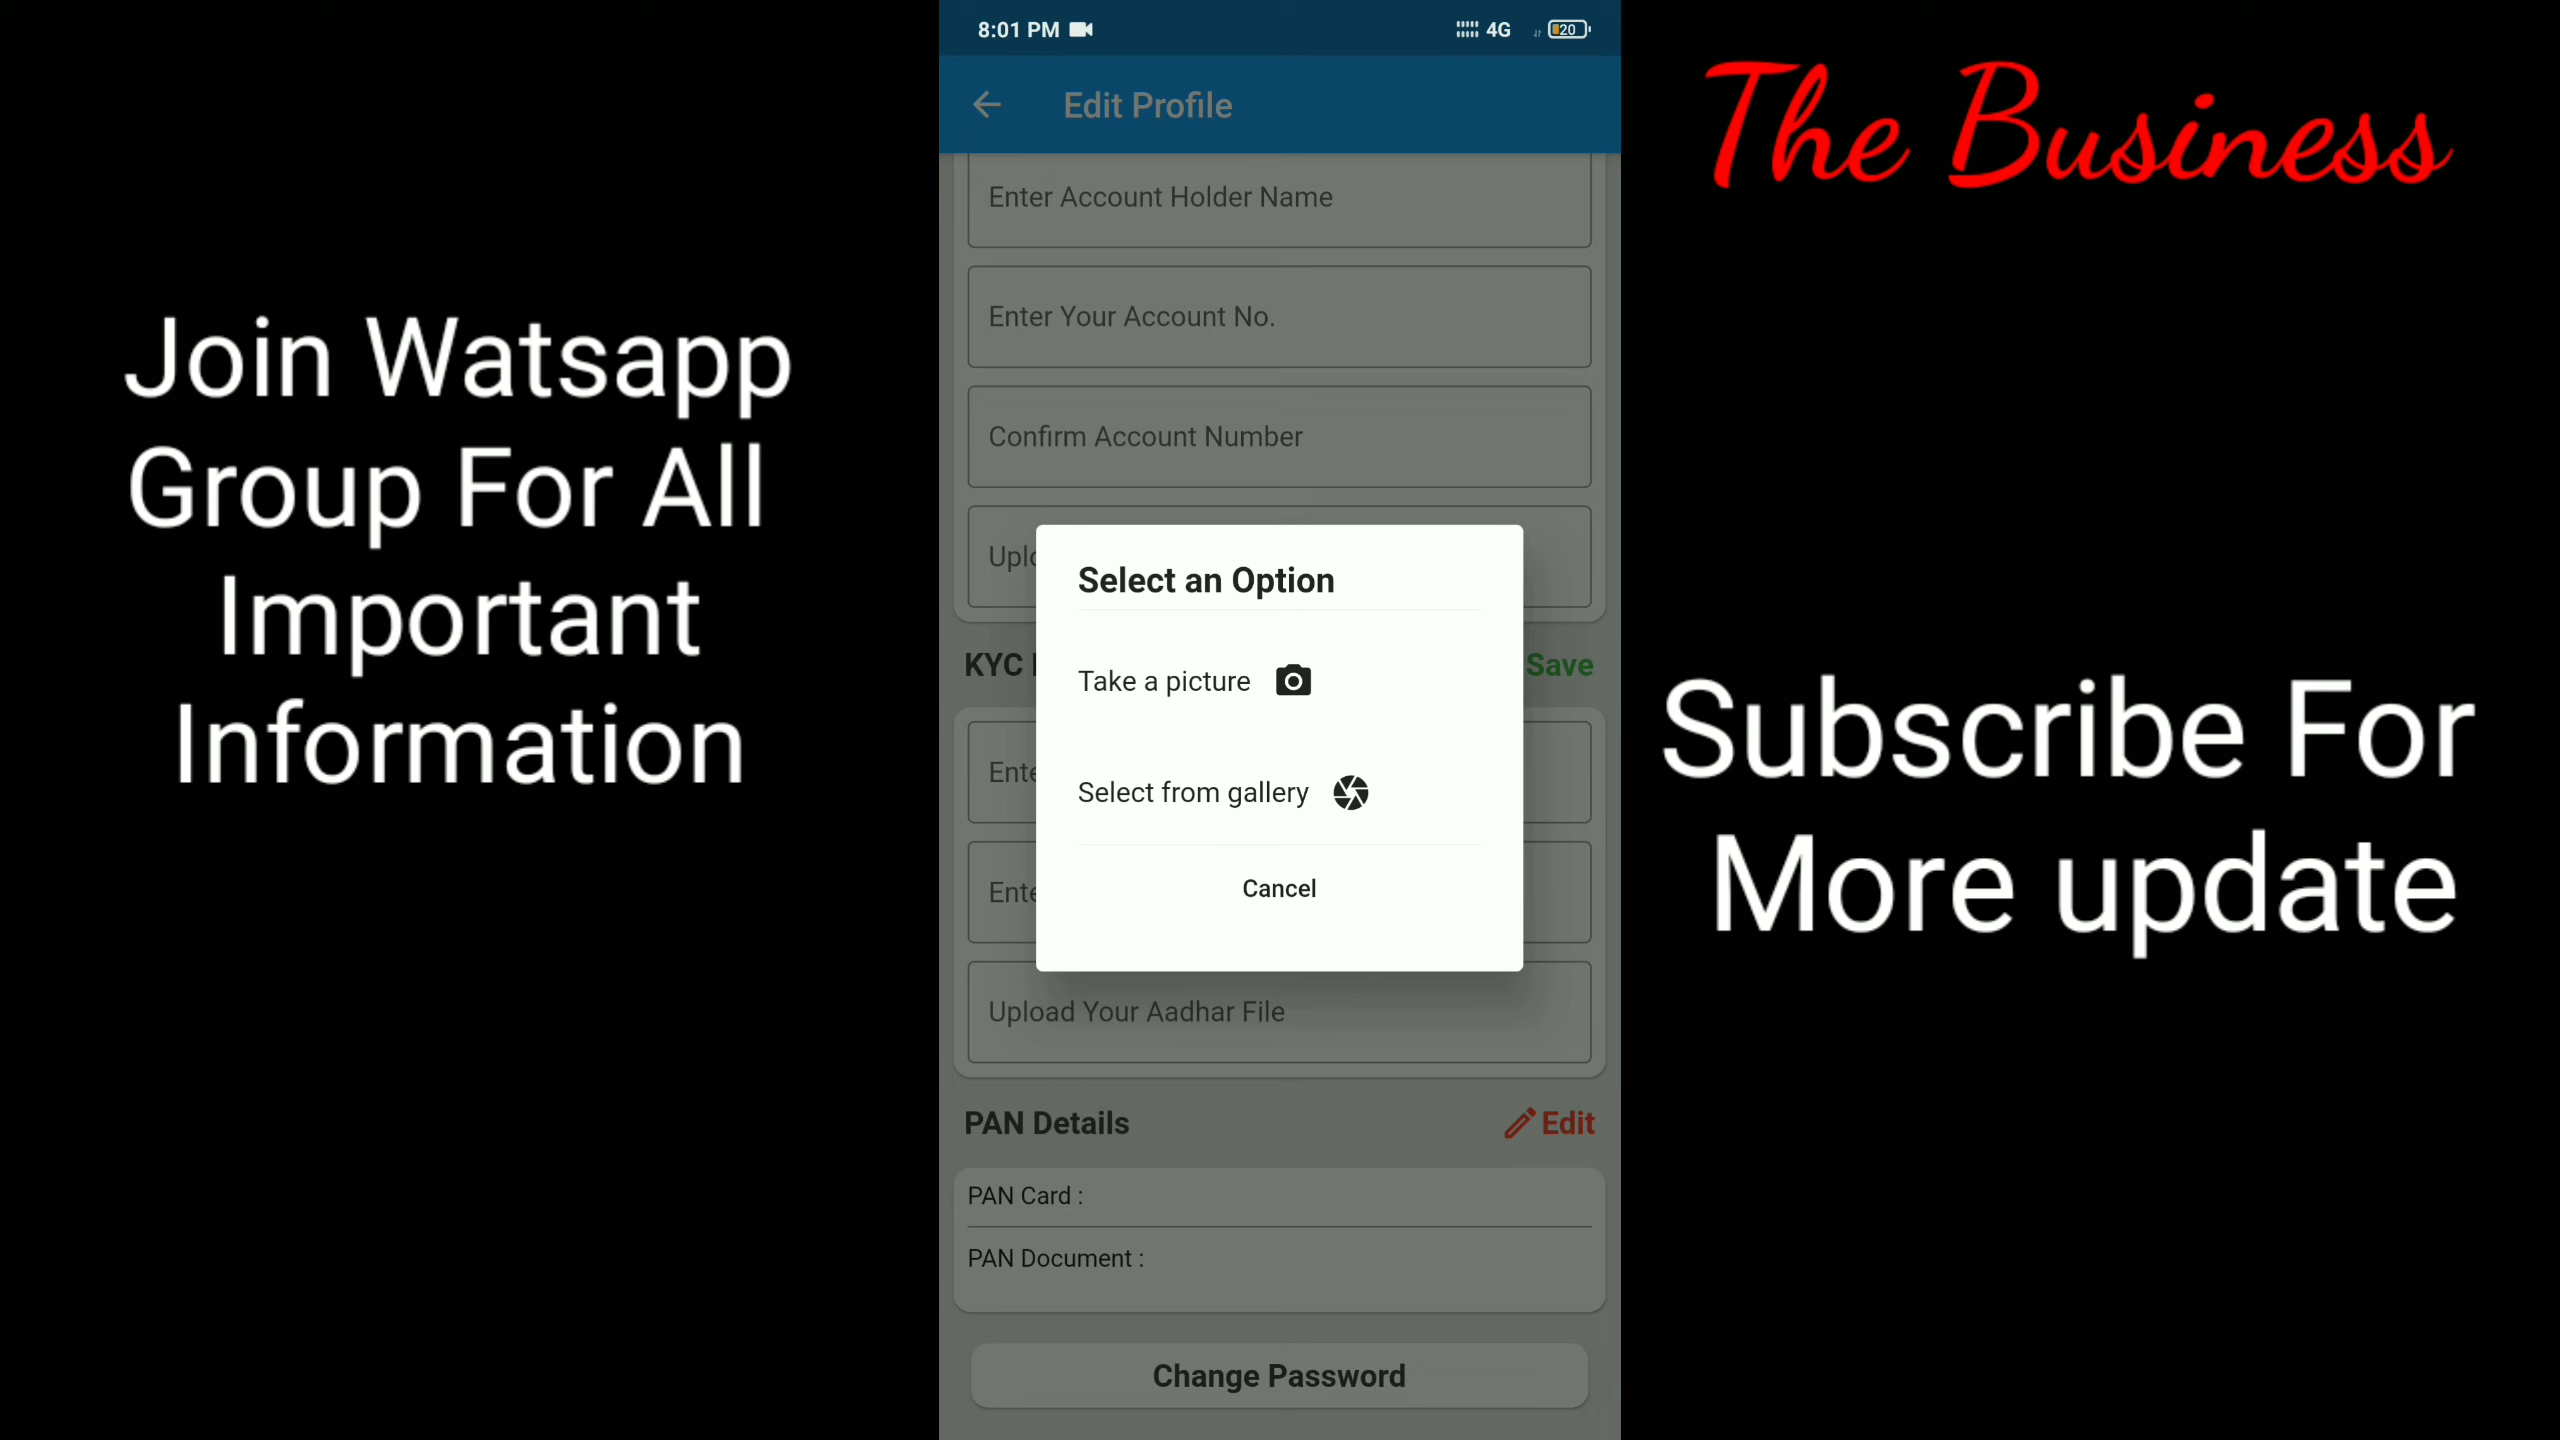 Join Watsapp
Group For All
Important
Information
8:01 PM
4G
20
Edit Profile
Enter Account Holder Name
Enter Your Account No.
Confirm Account Number
Select an Option
Take a picture
Select from gallery
Cancel
KYC
Save
Upload Your Aadhar File
PAN Details
Edit
PAN Card :
PAN Document :
Change Password
The Business
Subscribe For
More update